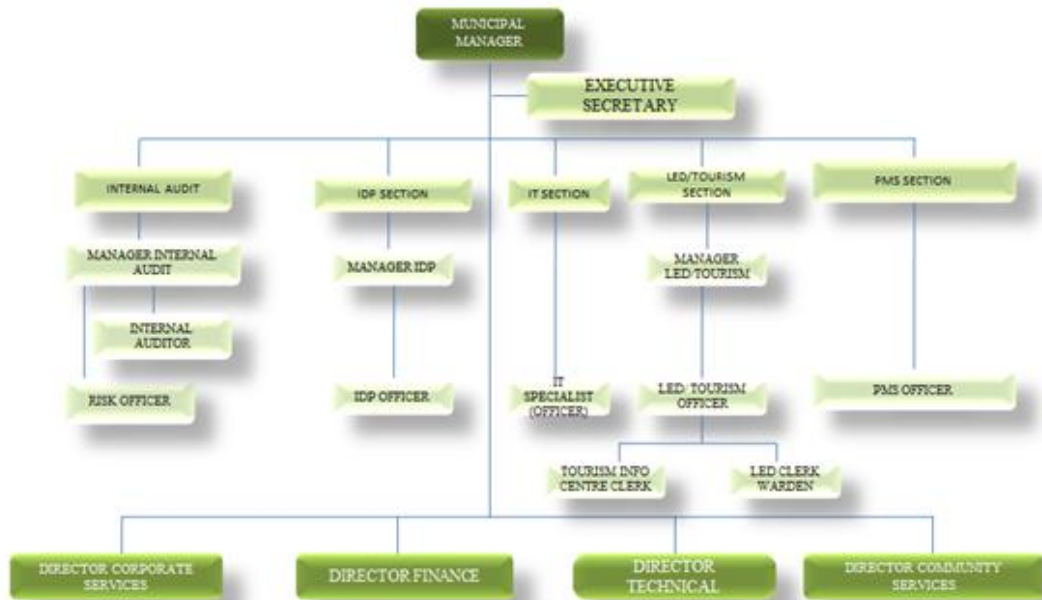 MUNICIPAL
MANAGER
EXECUTIVE
SECRETARY
INTERNAL AUDIT
IDP SECTION
IT SECTION
LED/TOURISM
SECTION
PMS SECTION
MANAGER INTERNAL
AUDIT
MANAGER IDP
MANAGER
LED/TOURISM
INTERNAL
AUDITOR
RISK OFFICER
IDP OFFICER
IT
SPECIALIST
(OFFICER)
LED/ TOURISM
OFFICER
PMS OFFICER
TOURISM INFO
CENTRE CLERK
LED CLERK
WARDEN
DIRECTOR CORPORATE
SERVICES
DIRECTOR FINANCE
DIRECTOR
TECHNICAL
DIRECTOR COMMUNITY
SERVICES